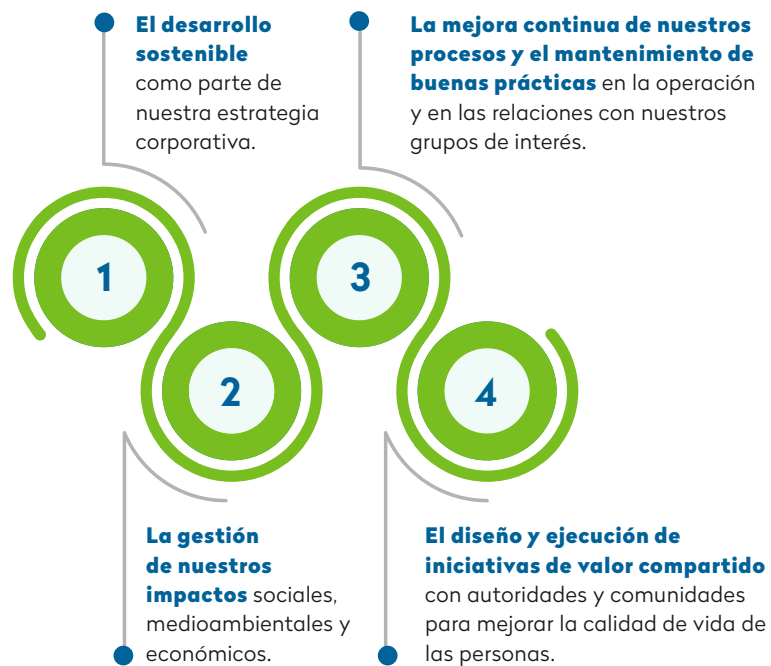 1
El desarrollo
sostenible
como parte de
nuestra estrategia
corporativa.
2
La gestión
de nuestros
impactos sociales,
medioambientales y
económicos.
3
La mejora continua de nuestros
procesos y el mantenimiento de
buenas prácticas en la operación
y en las relaciones con nuestros
grupos de interés.
4
El diseño y ejecución de
iniciativas de valor compartido
con autoridades y comunidades
para mejorar la calidad de vida de
las personas.